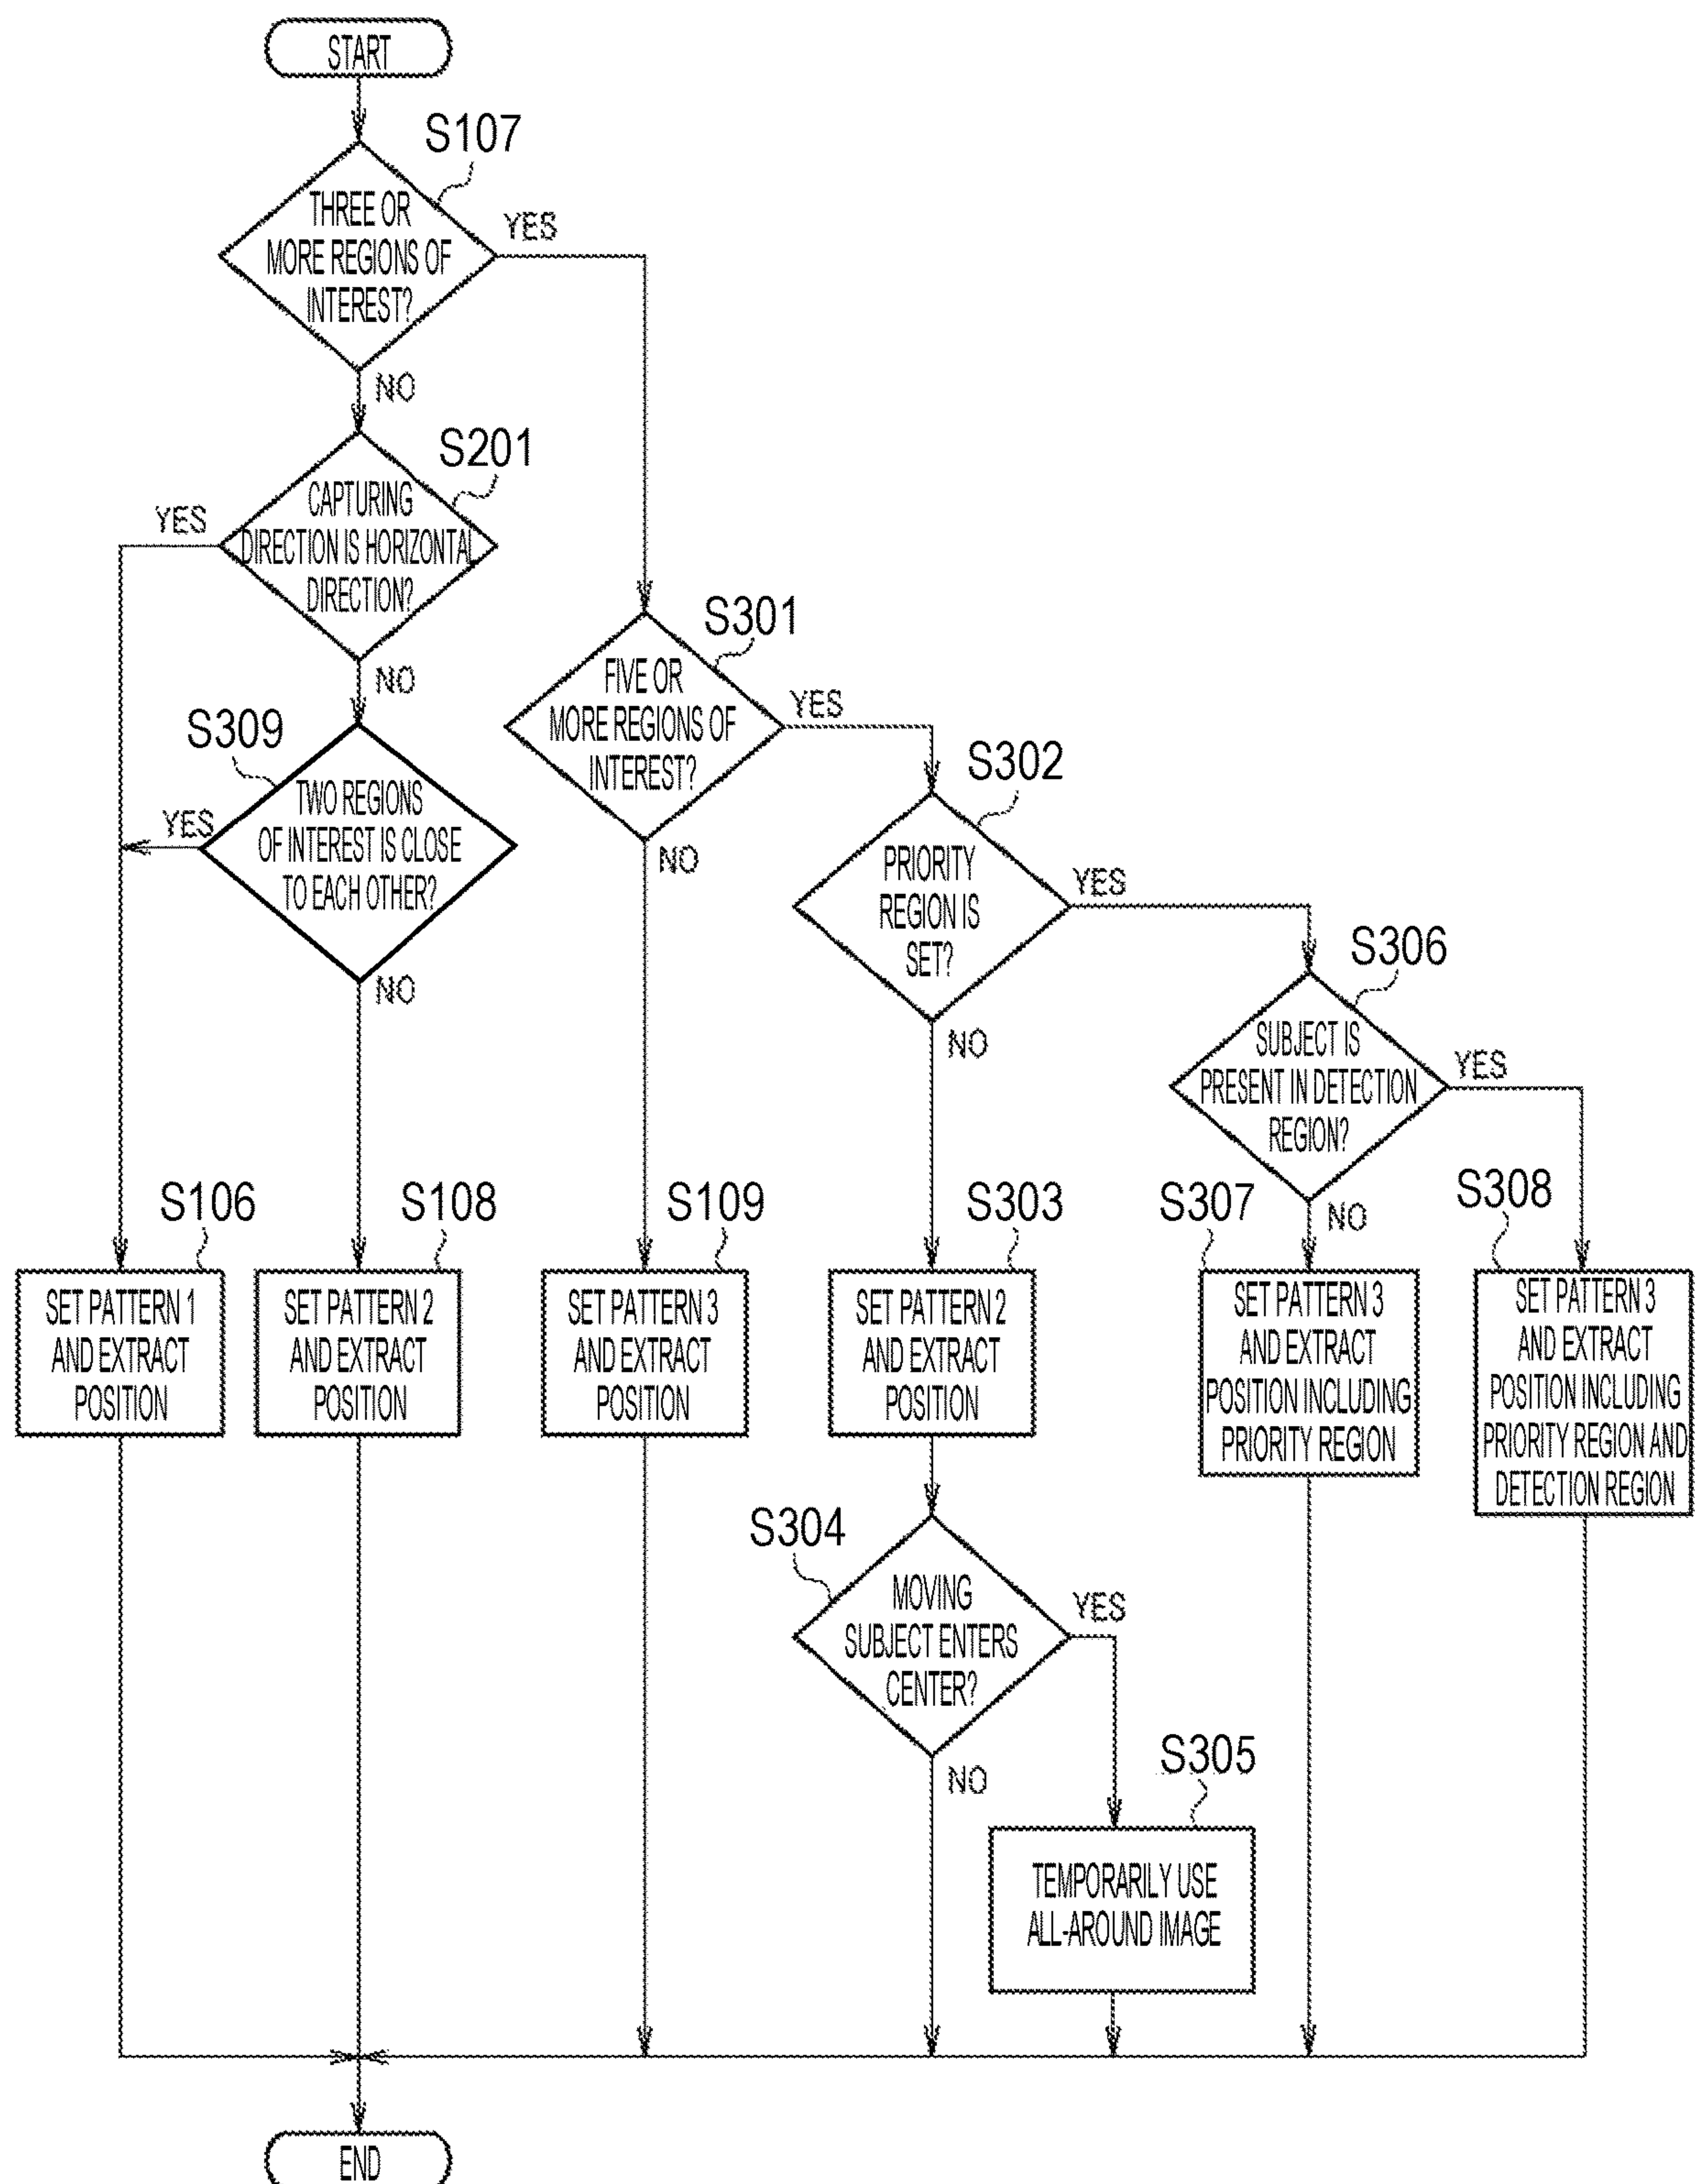 START
S107
THREE OR
MORE REGIONS OF
INTEREST?
YES
NO
S201
CAPTURING
DIRECTION IS HORIZONTAL
DIRECTION?
YES
NO
S309
TWO REGIONS
OF INTEREST IS CLOSE
TO EACH OTHER?
YES
NO
S301
FIVE OR
MORE REGIONS OF
INTEREST?
YES
NO
S302
PRIORITY
REGION IS
SET?
YES
NO
S306
SUBJECT IS
PRESENT IN DETECTION
REGION?
YES
NO
S106
SET PATTERN 1
AND EXTRACT
POSITION
S108
SET PATTERN 2
AND EXTRACT
POSITION
S109
SET PATTERN 3
AND EXTRACT
POSITION
S303
SET PATTERN 2
AND EXTRACT
POSITION
S307
SET PATTERN 3
AND EXTRACT
POSITION INCLUDING
PRIORITY REGION
S308
SET PATTERN 3
AND EXTRACT
POSITION INCLUDING
PRIORITY REGION AND
DETECTION REGION
S304
MOVING
SUBJECT ENTERS
CENTER?
YES
NO
S305
TEMPORARILY USE
ALL-AROUND IMAGE
END